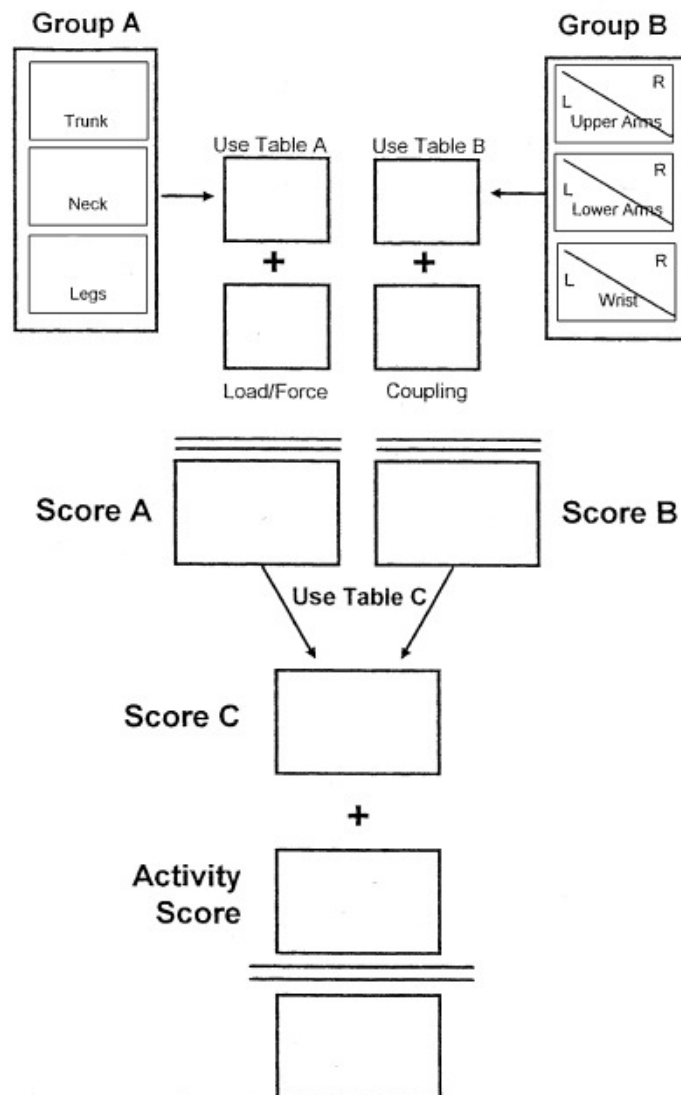 Group A
Group B
Trunk
Neck
Legs
Use Table A
Use Table B
L
R
Upper Arms
L
R
Lower Arms
L
R
Wrist
+
+
Load/Force
Coupling
Score A
Score B
Use Table C
Score C
+
Activity
Score